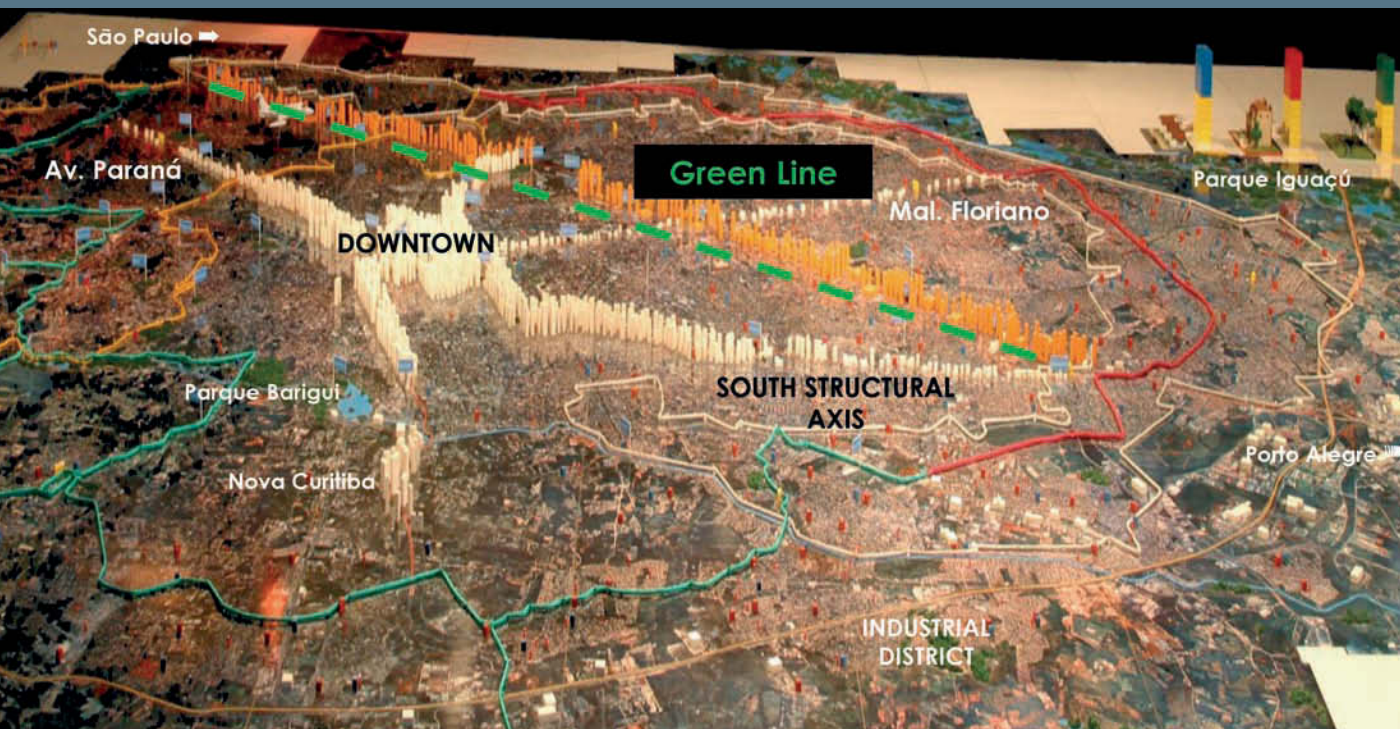 São Paulo
Av. Paraná
Green Line
Parque Iguaçú
Mal. Floriano
DOWNTOWN
SOUTH STRUCTURAL
AXIS
Parque Barigui
Nova Curitiba
Porto Alegre
INDUSTRIAL
DISTRICT